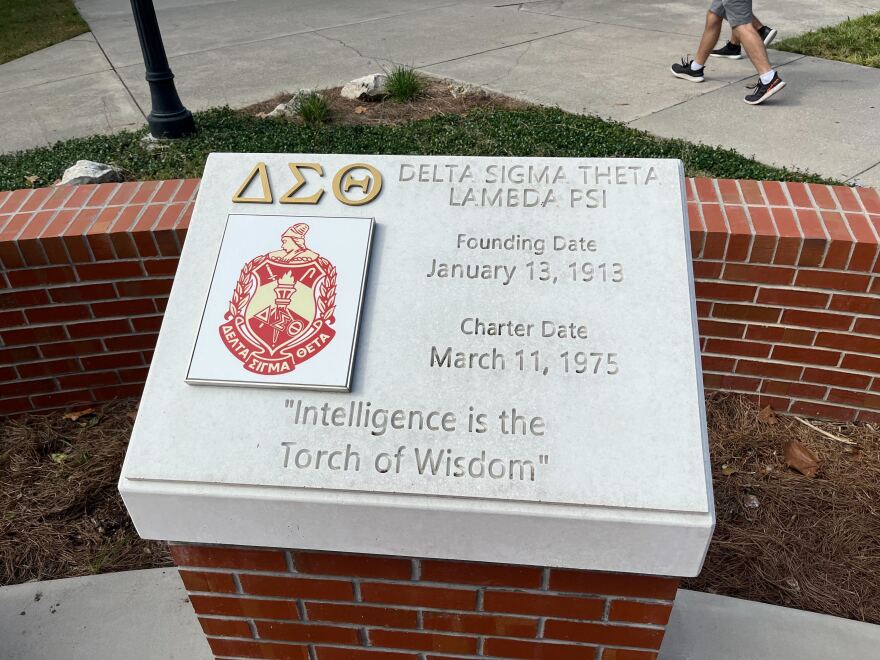 ΔΣΘ
DELTA SIGMA THETA
LAMBDA PSI
Founding Date
January 13, 1913
Charter Date
March 11, 1975
ΔΣΘ
ΔΕΛΤΑ ΣΙΓΜΑ ΘΕΤΑ
"Intelligence is the
Torch of Wisdom"